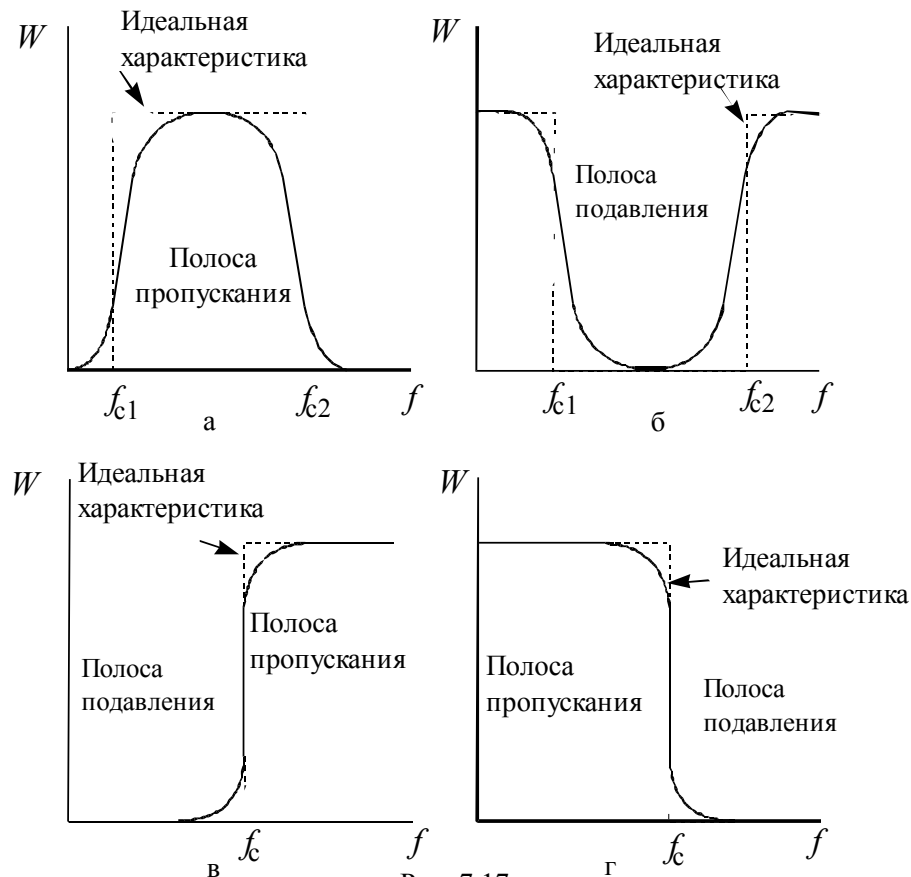 W
Идеальная
характеристика
Полоса
пропускания
fc1
fc2
f
а
W
Идеальная
характеристика
Полоса
подавления
fc1
fc2
f
б
W
Идеальная
характеристика
Полоса
подавления
Полоса
пропускания
fc
f
в
W
Идеальная
характеристика
Полоса
пропускания
Полоса
подавления
fc
f
г